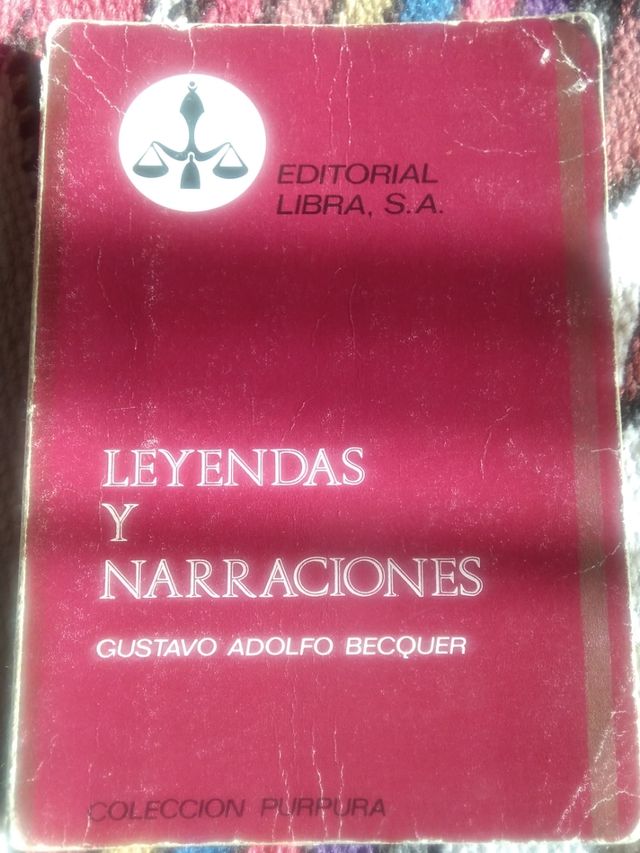 EDITORIAL
LIBRA, S.A.
LEYENDAS
Y
NARRACIONES
GUSTAVO ADOLFO BECQUER
COLECCION PURPURA